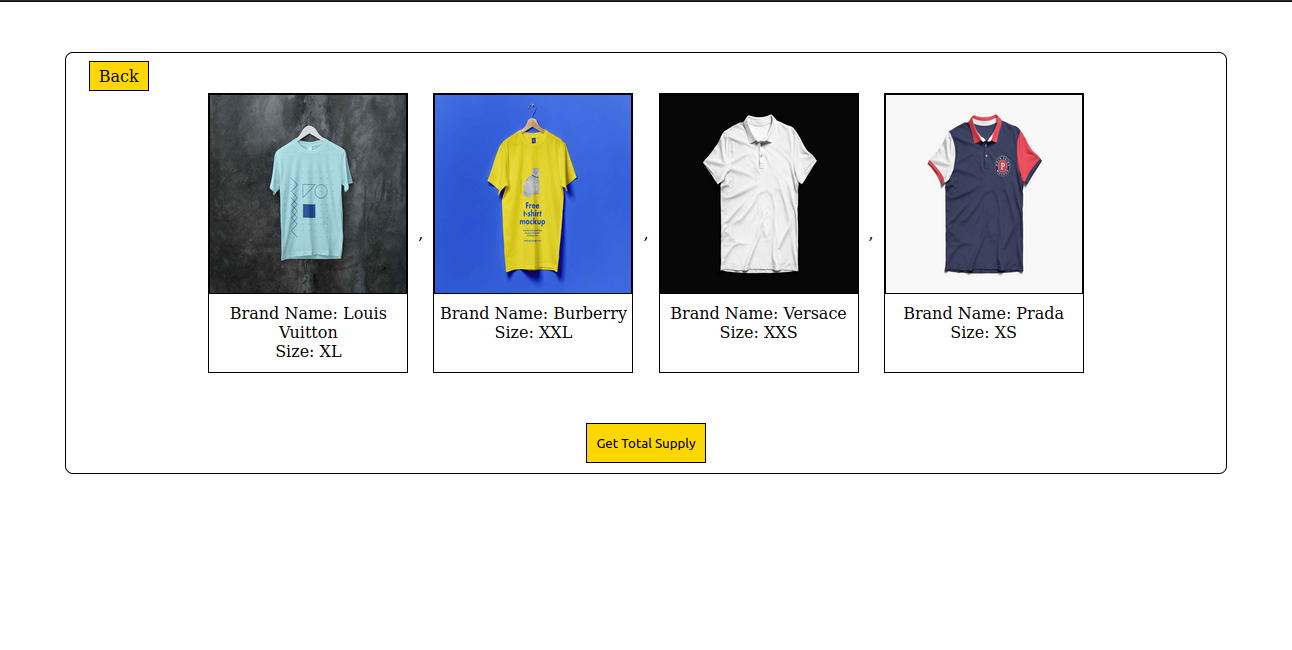 Back
Free
t-shirt
mockup
, , ,
P
Brand Name: Louis
Vuitton
Size: XL
Brand Name: Burberry
Size: XXL
Brand Name: Versace
Size: XXS
Brand Name: Prada
Size: XS
Get Total Supply